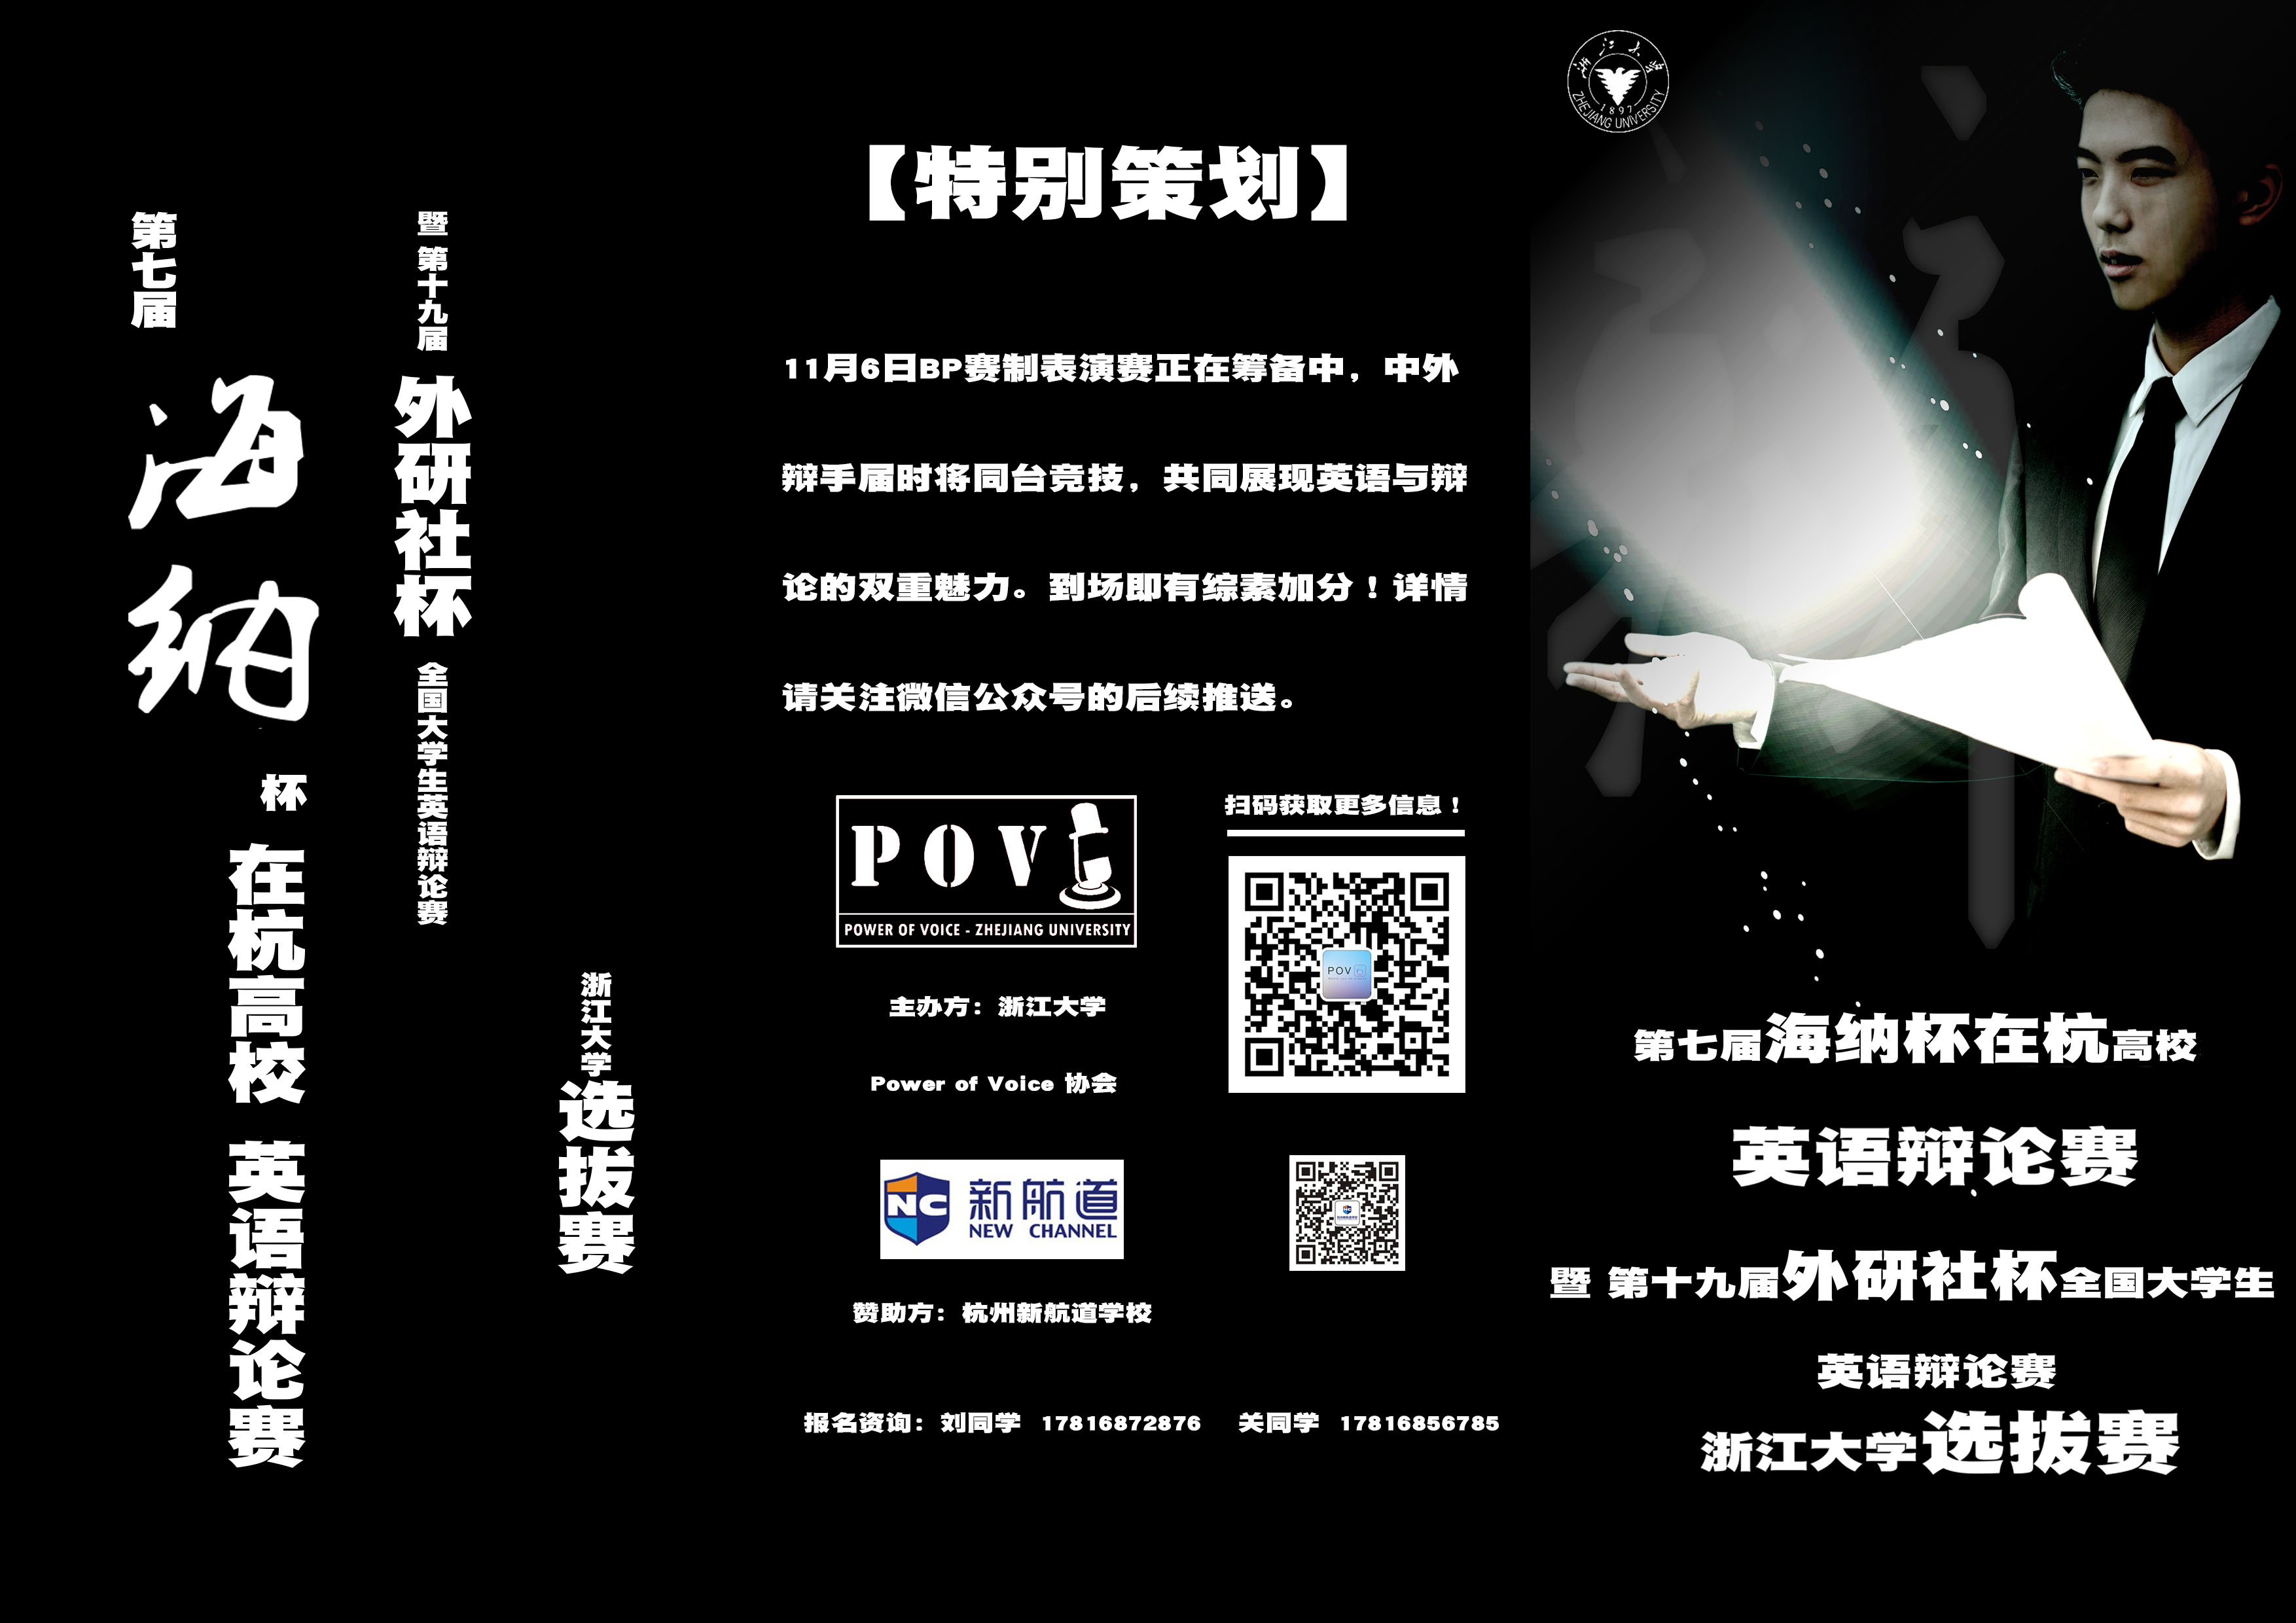 第七届
海纳
杯
在杭高校 英语辩论赛
暨 第十九届
外研社杯
全国大学生英语辩论赛
浙江大学
选拔赛
【特别策划】
11月6日BP赛制表演赛正在筹备中，中外
辩手届时将同台竞技，共同展现英语与辩
论的双重魅力。到场即有综素加分！详情
请关注微信公众号的后续推送。
POV
POWER OF VOICE - ZHEJIANG UNIVERSITY
扫码获取更多信息！
POV
主办方：浙江大学
Power of Voice 协会
NC 新航道
NEW CHANNEL
赞助方：杭州新航道学校
报名资询：刘同学 17816872876 关同学 17816856785
浙江大学
1897
ZHEJIANG UNIVERSITY
第七届海纳杯在杭高校
英语辩论赛
暨 第十九届外研社杯全国大学生
英语辩论赛
浙江大学选拔赛